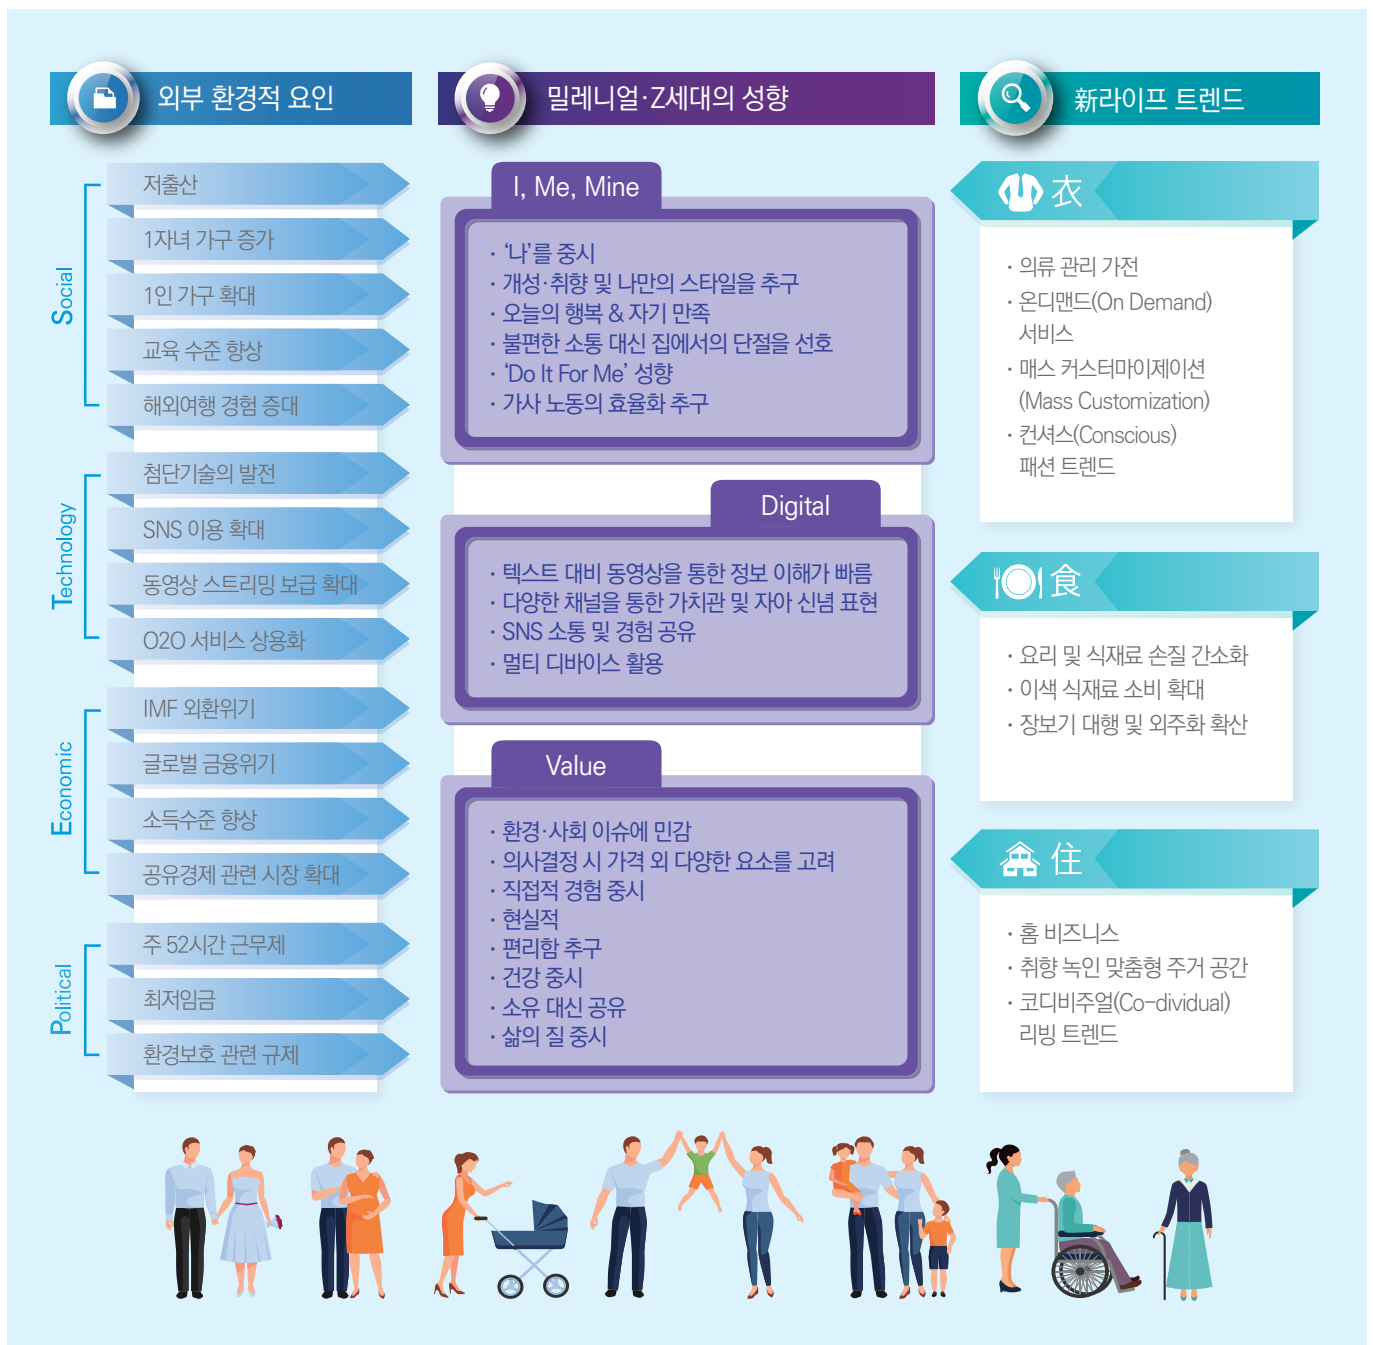 외부 환경적 요인
Social
저출산
1자녀 가구 증가
1인 가구 확대
교육 수준 향상
해외여행 경험 증대
Technology
첨단기술의 발전
SNS 이용 확대
동영상 스트리밍 보급 확대
O2O 서비스 상용화
Economic
IMF 외환위기
글로벌 금융위기
소득수준 향상
공유경제 관련 시장 확대
Political
주 52시간 근무제
최저임금
환경보호 관련 규제
밀레니얼·Z세대의 성향
I, Me, Mine
· ‘나’를 중시
· 개성·취향 및 나만의 스타일을 추구
· 오늘의 행복 & 자기 만족
· 불편한 소통 대신 집에서의 단절을 선호
· ‘Do It For Me’ 성향
· 가사 노동의 효율화 추구
Digital
· 텍스트 대비 동영상을 통한 정보 이해가 빠름
· 다양한 채널을 통한 가치관 및 자아 신념 표현
· SNS 소통 및 경험 공유
· 멀티 디바이스 활용
Value
· 환경·사회 이슈에 민감
· 의사결정 시 가격 외 다양한 요소를 고려
· 직접적 경험 중시
· 현실적
· 편리함 추구
· 건강 중시
· 소유 대신 공유
· 삶의 질 중시
新라이프 트렌드
衣
· 의류 관리 가전
· 온디맨드(On Demand)
서비스
· 매스 커스터마이제이션
(Mass Customization)
· 컨셔스(Conscious)
패션 트렌드
食
· 요리 및 식재료 손질 간소화
· 이색 식재료 소비 확대
· 장보기 대행 및 외주화 확산
住
· 홈 비즈니스
· 취향 녹인 맞춤형 주거 공간
· 코디비주얼(Co-dividual)
리빙 트렌드